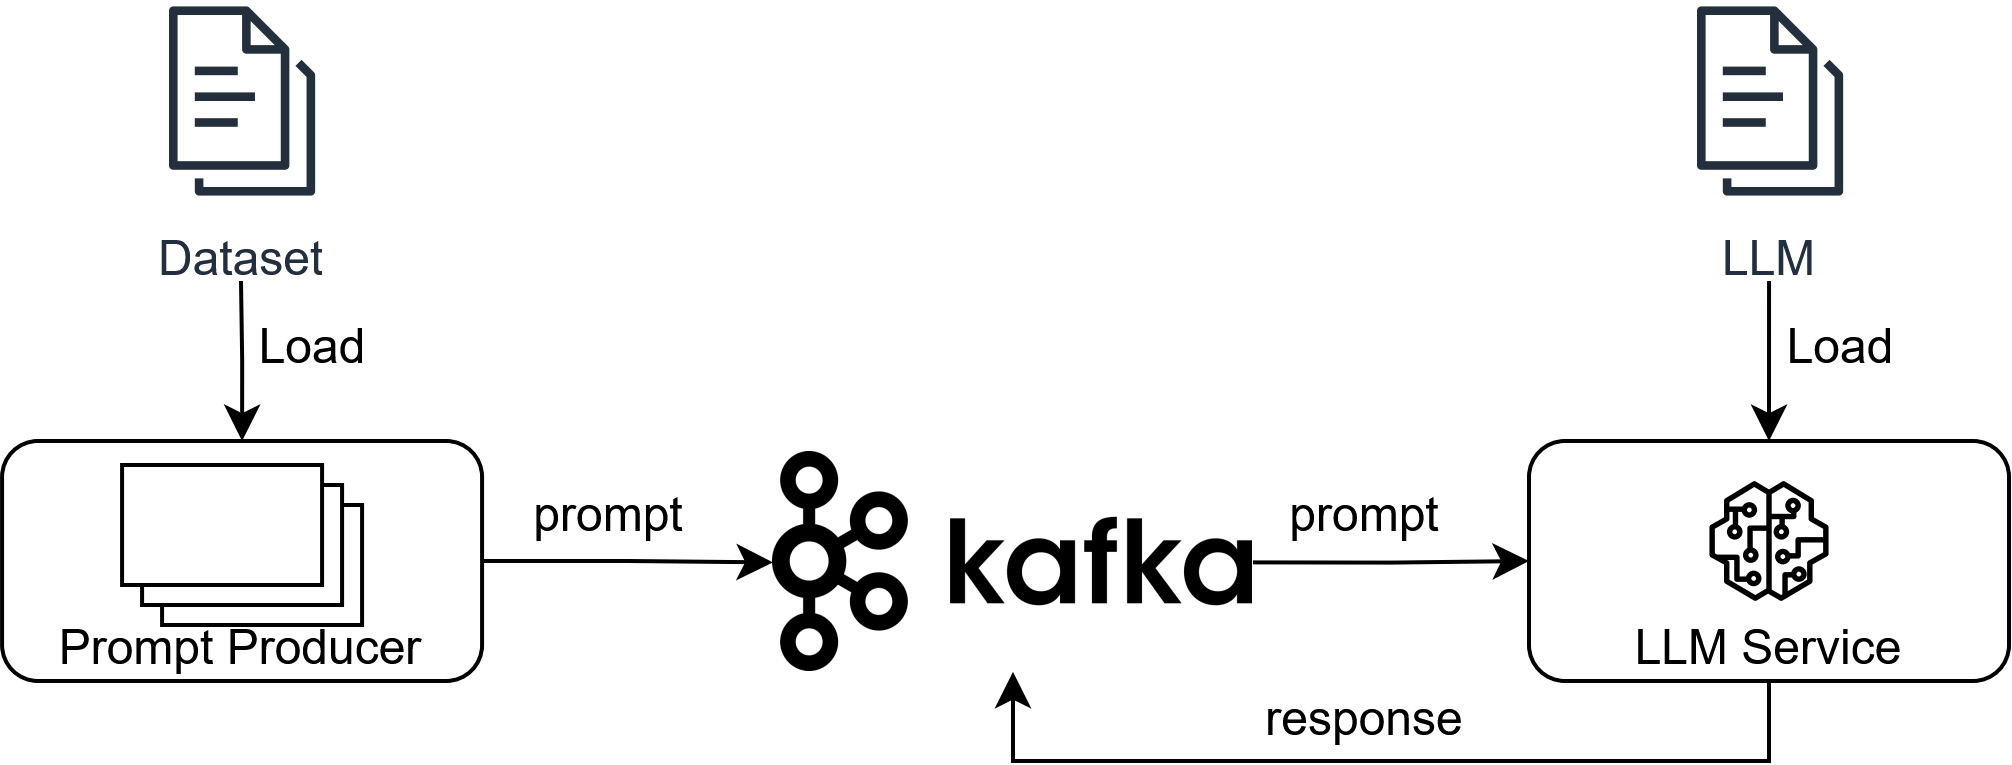 Dataset
LLM
Load
Load
prompt
kafka
prompt
Prompt Producer
LLM Service
response